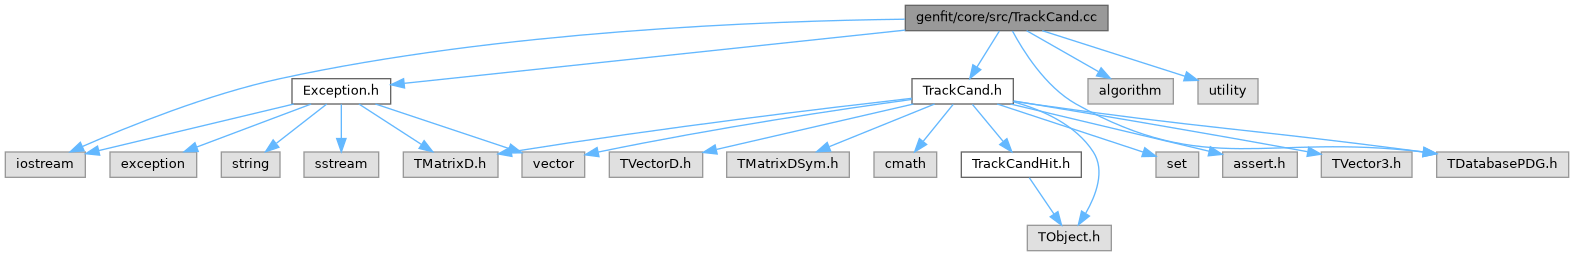 genfit/core/src/TrackCand.cc
Exception.h
TrackCand.h
algorithm
utility
iostream
exception
string
sstream
TMatrixD.h
vector
TVectorD.h
TMatrixDSym.h
cmath
TrackCandHit.h
set
assert.h
TVector3.h
TDatabasePDG.h
TObject.h